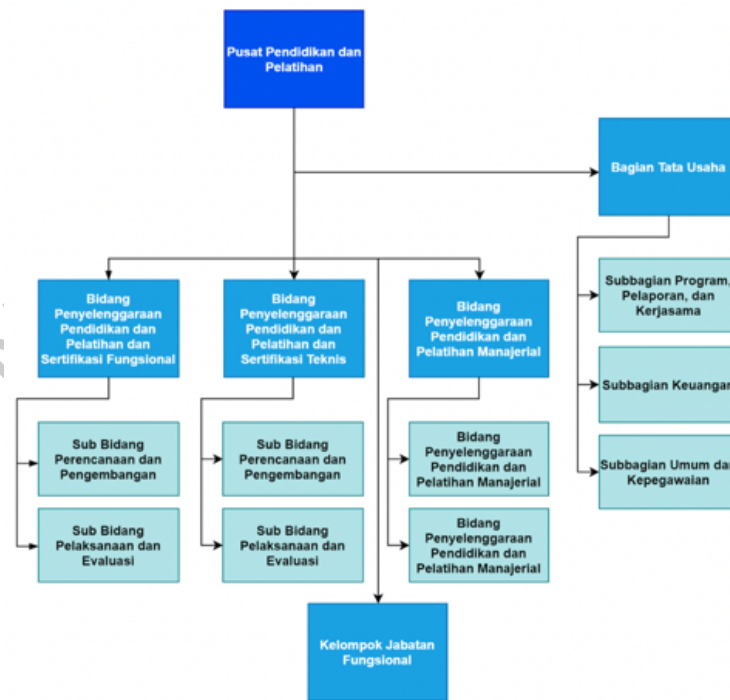 Pusat Pendidikan dan
Pelatihan
Bagian Tata Usaha
Bidang
Penyelenggaraan
Pendidikan dan
Pelatihan dan
Sertifikasi Fungsional
Bidang
Penyelenggaraan
Pendidikan dan
Pelatihan dan
Sertifikasi Teknis
Bidang
Penyelenggaraan
Pendidikan dan
Pelatihan Manajerial
Subbagian Program,
Pelaporan, dan
Kerjasama
Subbagian Keuangan
Subbagian Umum dan
Kepegawaian
Sub Bidang
Perencanaan dan
Pengembangan
Sub Bidang
Perencanaan dan
Pengembangan
Bidang
Penyelenggaraan
Pendidikan dan
Pelatihan Manajerial
Sub Bidang
Pelaksanaan dan
Evaluasi
Sub Bidang
Pelaksanaan dan
Evaluasi
Bidang
Penyelenggaraan
Pendidikan dan
Pelatihan Manajerial
Kelompok Jabatan
Fungsional